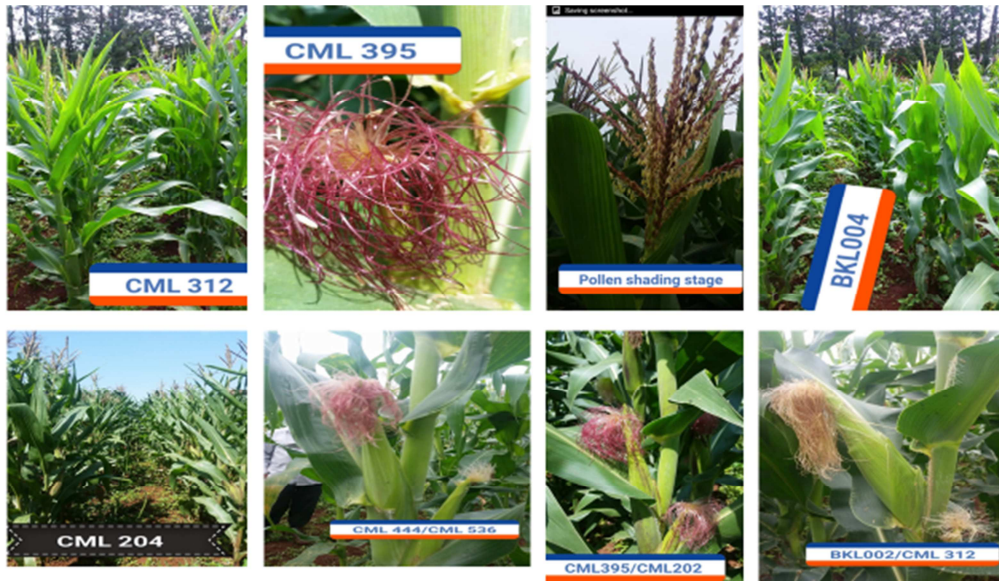 CML 312
CML 395
Saving screenshot...
Pollen shading stage
BKL004
CML 204
CML 444/CML 536
CML395/CML202
BKL002/CML 312